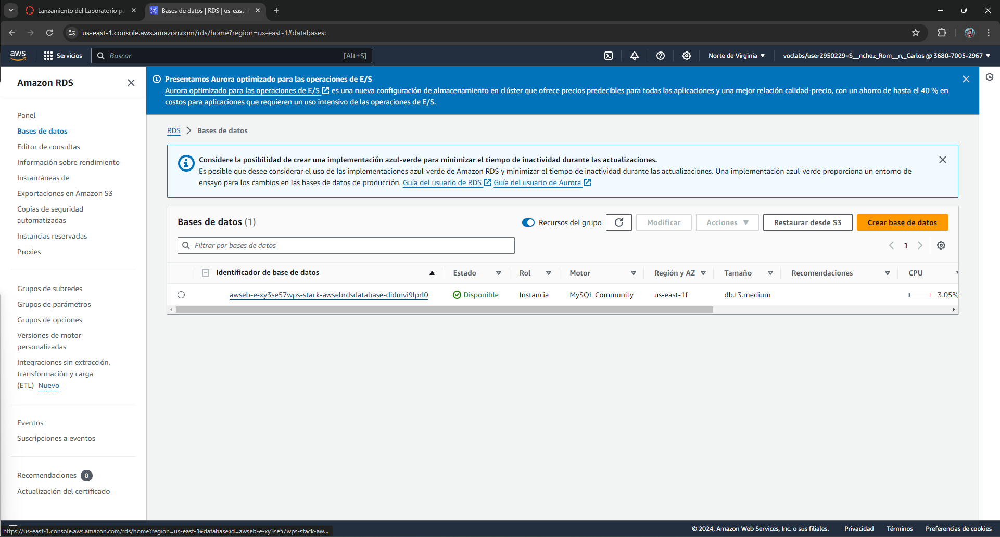 Lanzamiento del Laboratorio pa
Bases de datos | RDS | us-east-1
us-east-1.console.aws.amazon.com/rds/home?region=us-east-1#databases:
aws
Servicios
Buscar
[Alt+S]
Norte de Virginia
voclabs/user2950229=S__nchez_Rom__n,_Carlos @ 3680-7005-2967
Amazon RDS
Panel
Bases de datos
Editor de consultas
Información sobre rendimiento
Instantáneas de
Exportaciones en Amazon S3
Copias de seguridad
automatizadas
Instancias reservadas
Proxies
Grupos de subredes
Grupos de parámetros
Grupos de opciones
Versiones de motor
personalizadas
Integraciones sin extracción,
transformación y carga
(ETL) Nuevo
Eventos
Suscripciones a eventos
Recomendaciones 0
Actualización del certificado
Presentamos Aurora optimizado para las operaciones de E/S
Aurora optimizado para las operaciones de E/S es una nueva configuración de almacenamiento en clúster que ofrece precios predecibles para todas las aplicaciones y una mejor relación calidad-precio, con un ahorro de hasta el 40 % en
costos para aplicaciones que requieren un uso intensivo de las operaciones de E/S.
RDS
Bases de datos
Considere la posibilidad de crear una implementación azul-verde para minimizar el tiempo de inactividad durante las actualizaciones.
Es posible que desee considerar el uso de las implementaciones azul-verde de Amazon RDS y minimizar el tiempo de inactividad durante las actualizaciones. Una implementación azul-verde proporciona un entorno de
ensayo para los cambios en las bases de datos de producción. Guía del usuario de RDS Guía del usuario de Aurora
Bases de datos (1)
Recursos del grupo
Modificar
Acciones
Restaurar desde S3
Crear base de datos
Filtrar por bases de datos
1
Identificador de base de datos
Estado
Rol
Motor
Región y AZ
Tamaño
Recomendaciones
CPU
awseb-e-xy3se57wps-stack-awsebrdsdatabase-didmvi9lprl0
Disponible
Instancia
MySQL Community
us-east-1f
db.t3.medium
3.05%
https://us-east-1.console.aws.amazon.com/rds/home?region=us-east-1#database:id=awseb-e-xy3se57wps-stack-aw...
© 2024, Amazon Web Services, Inc. o sus filiales.
Privacidad
Términos
Preferencias de cookies